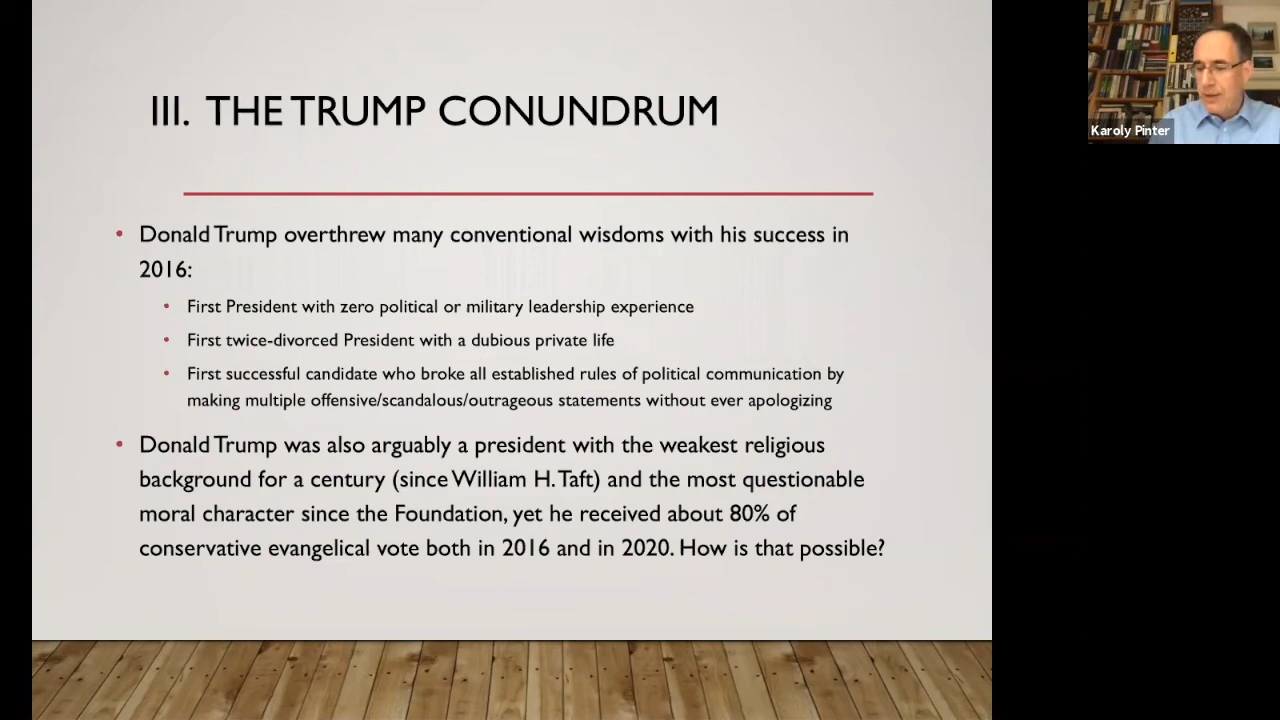 III. THE TRUMP CONUNDRUM
• Donald Trump overthrew many conventional wisdoms with his success in
2016:
• First President with zero political or military leadership experience
• First twice-divorced President with a dubious private life
• First successful candidate who broke all established rules of political communication by
making multiple offensive/scandalous/outrageous statements without ever apologizing
• Donald Trump was also arguably a president with the weakest religious
background for a century (since William H. Taft) and the most questionable
moral character since the Foundation, yet he received about 80% of
conservative evangelical vote both in 2016 and in 2020. How is that possible?
Karoly Pinter